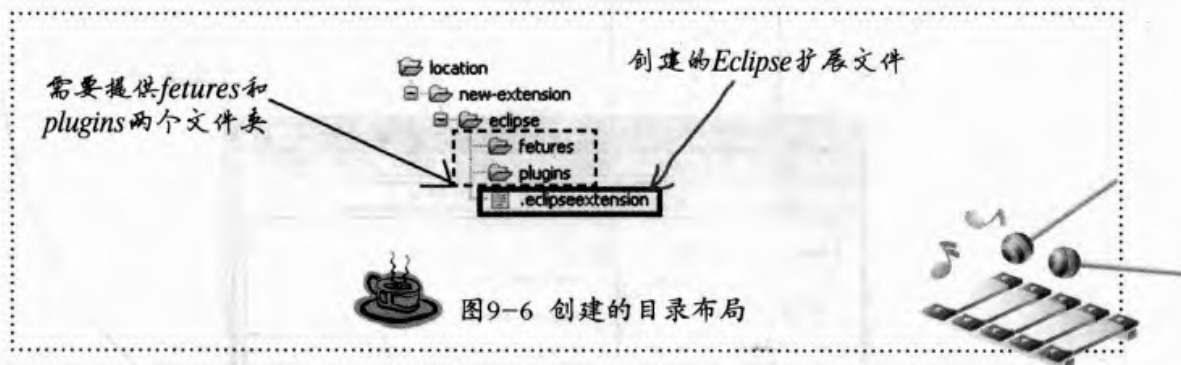 需要提供fetures和
plugins两个文件夹
location
new-extension
eclipse
fetures
plugins
.eclipseextension
创建的Eclipse扩展文件
图9-6 创建的目录布局